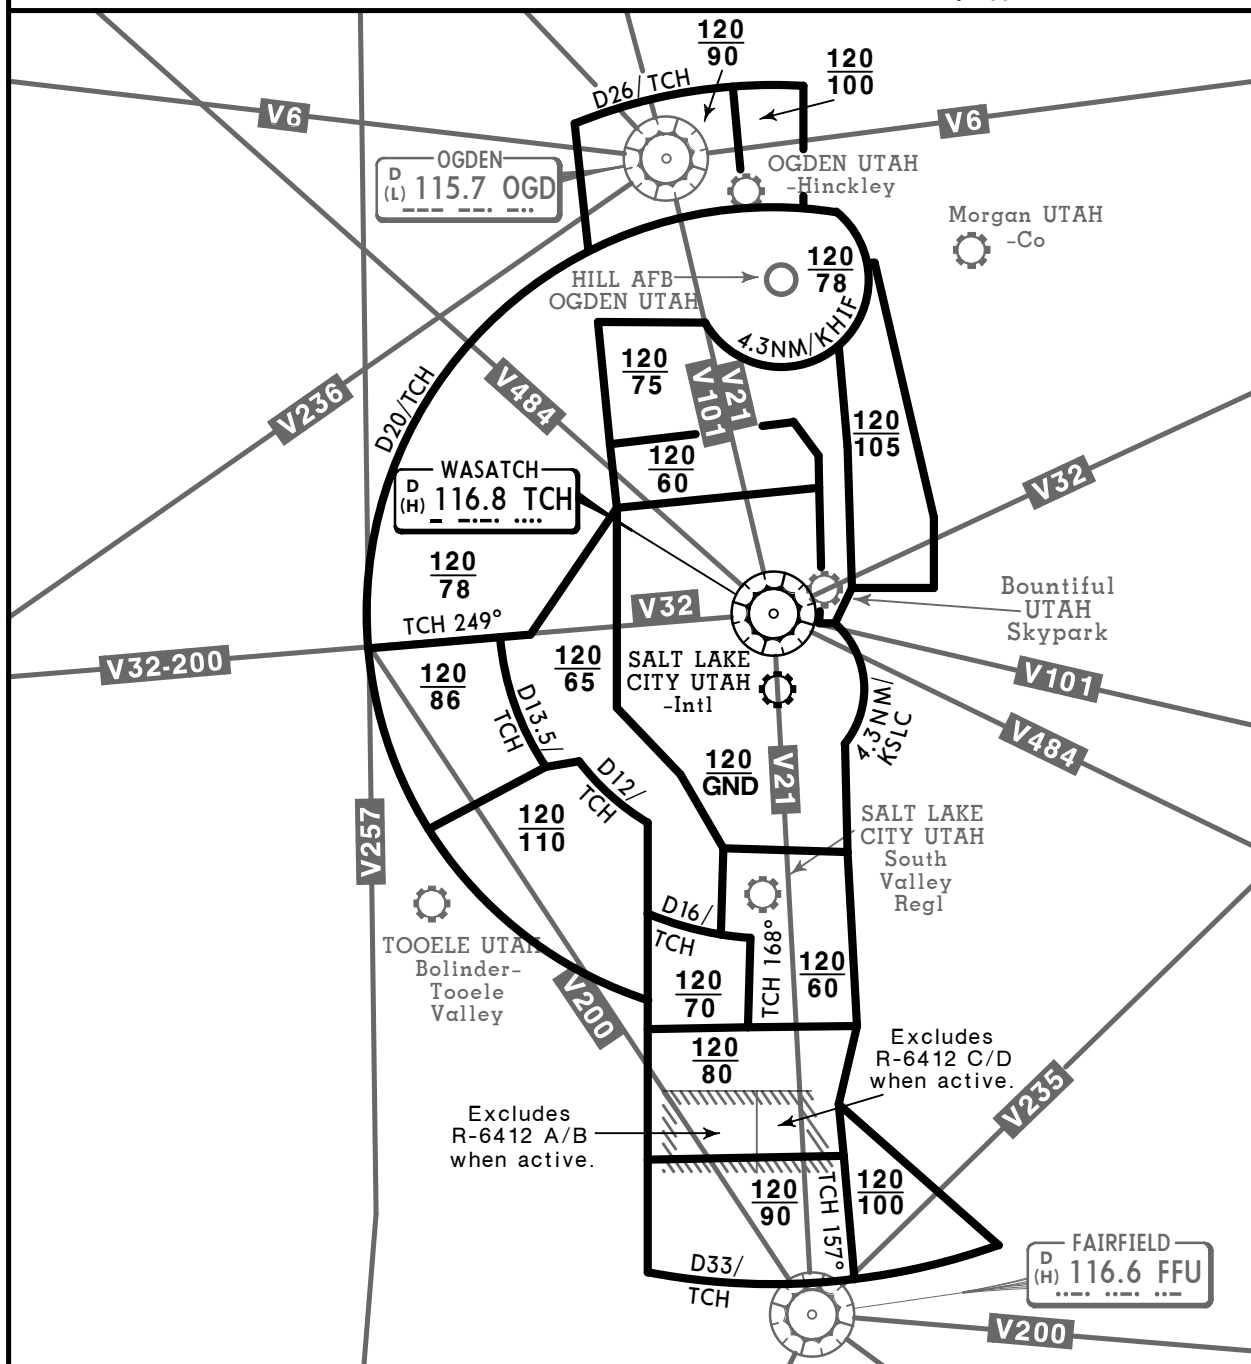 120
90
120
100
D26/TCH
V6
V6
OGDEN
D
(L) 115.7 OGD
OGDEN UTAH
-Hinckley
Morgan UTAH
-Co
120
78
HILL AFB
OGDEN UTAH
4.3NM/KHIF
120
75
V484
V21
V101
V236
D20/TCH
120
105
120
60
WASATCH
D
(H) 116.8 TCH
V32
120
78
TCH 249°
V32
Bountiful
UTAH
Skypark
V32-200
120
86
120
65
SALT LAKE
CITY UTAH
-Intl
V101
D13.5/
TCH
4.3NM/
KSLC
V484
120
GND
V21
D12/
TCH
120
110
V257
SALT LAKE
CITY UTAH
South
Valley
Regl
TOOELE UTAH
Bolinder-
Tooele
Valley
D16/
TCH
TCH 168°
120
70
120
60
V200
120
80
Excludes
R-6412 C/D
when active.
V235
Excludes
R-6412 A/B
when active.
120
90
TCH 157°
120
100
D33/
TCH
FAIRFIELD
D
(H) 116.6 FFU
V200